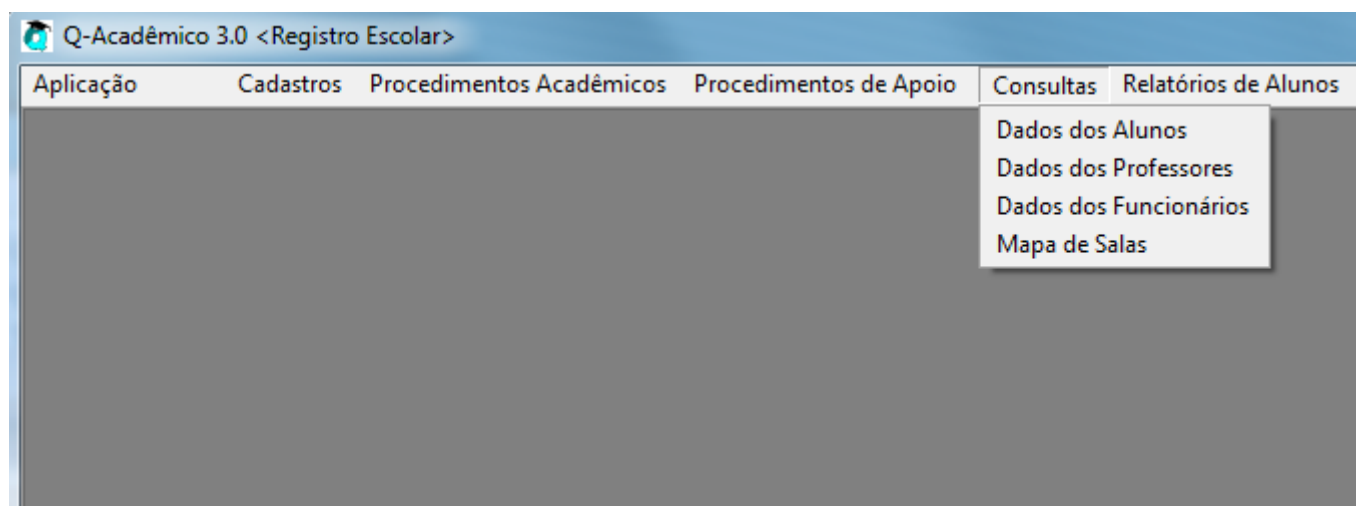 Q-Acadêmico 3.0 <Registro Escolar>
Aplicação Cadastros Procedimentos Acadêmicos Procedimentos de Apoio Consultas Relatórios de Alunos
Dados dos Alunos
Dados dos Professores
Dados dos Funcionários
Mapa de Salas